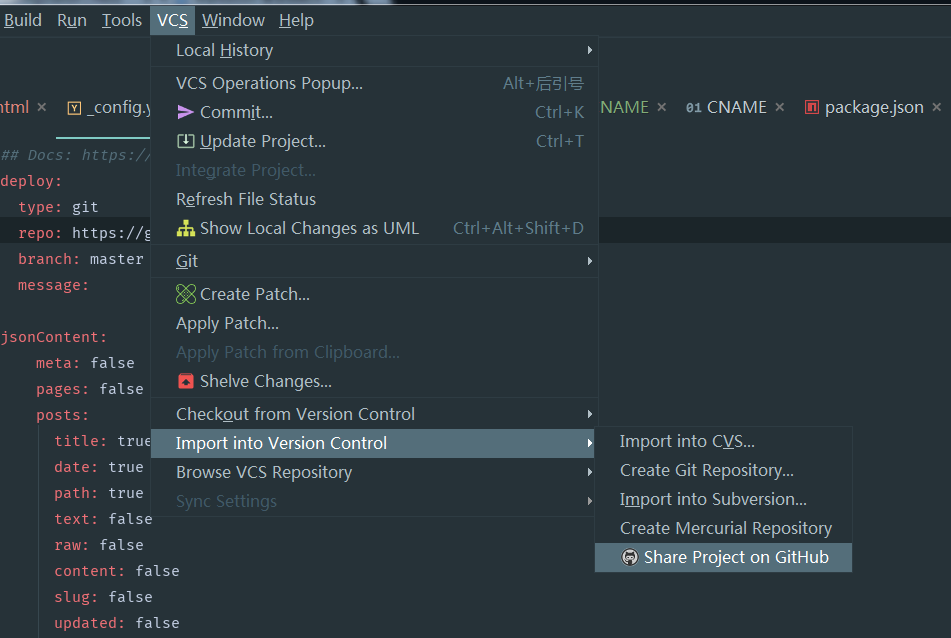 Build Run Tools VCS Window Help
Local History
VCS Operations Popup... Alt+后引号
html _config.y Commit... Ctrl+K NAME 01 CNAME package.json
Update Project... Ctrl+T
## Docs: https:// Integrate Project...
deploy:
type: git Refresh File Status
repo: https://g Show Local Changes as UML Ctrl+Alt+Shift+D
branch: master Git
message:
Create Patch...
Apply Patch...
jsonContent:
Apply Patch from Clipboard...
meta: false
pages: false Shelve Changes...
posts: Checkout from Version Control
title: true Import into Version Control Import into CVS...
date: true Browse VCS Repository Create Git Repository...
path: true Sync Settings Import into Subversion...
text: false Create Mercurial Repository
raw: false Share Project on GitHub
content: false
slug: false
updated: false